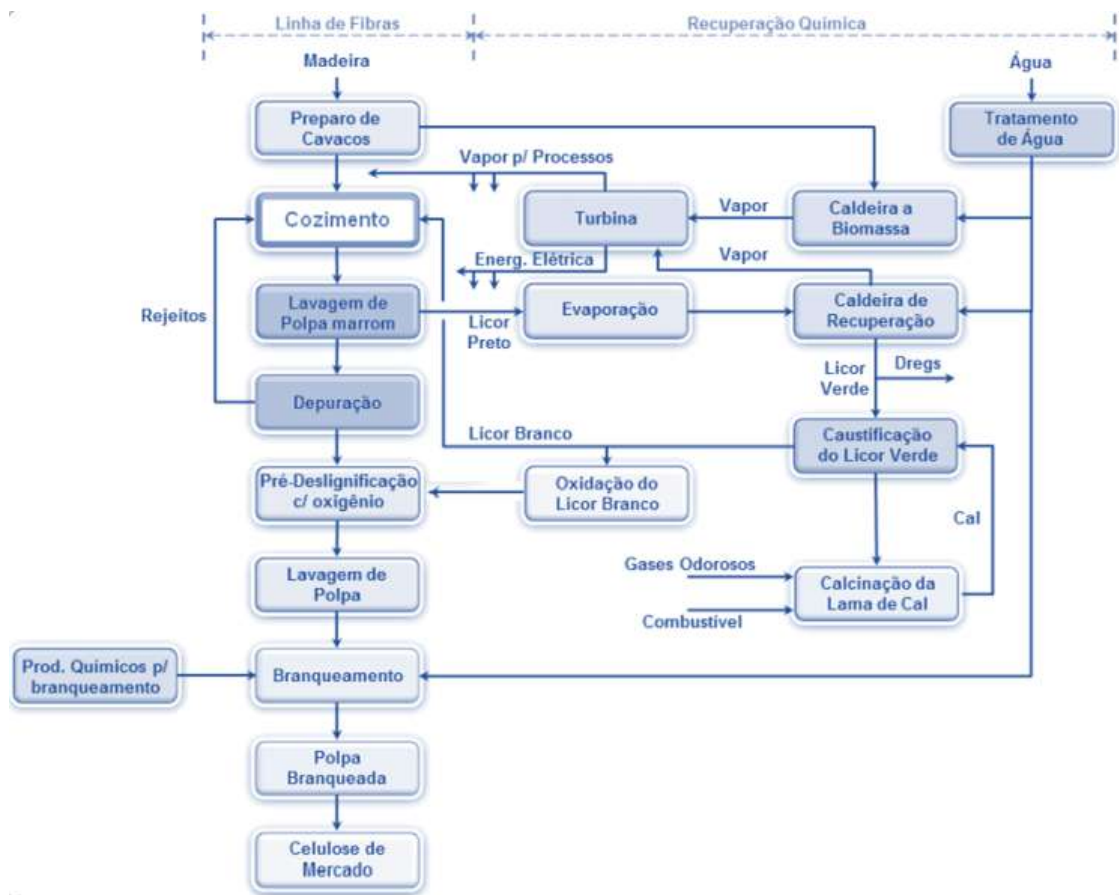 Linha de Fibras
Recuperação Química
Madeira
Água
Preparo de
Cavacos
Tratamento
de Água
Vapor p/ Processos
Cozimento
Turbina
Vapor
Caldeira a
Biomassa
Energ. Elétrica
Vapor
Rejeitos
Lavagem de
Polpa marrom
Licor
Preto
Evaporação
Caldeira de
Recuperação
Licor
Verde
Dregs
Depuração
Licor Branco
Caustificação
do Licor Verde
Pré-Deslignificação
c/ oxigênio
Oxidação do
Licor Branco
Cal
Lavagem de
Polpa
Gases Odorosos
Combustível
Calcinação da
Lama de Cal
Prod. Químicos p/
branqueamento
Branqueamento
Polpa
Branqueada
Celulose de
Mercado